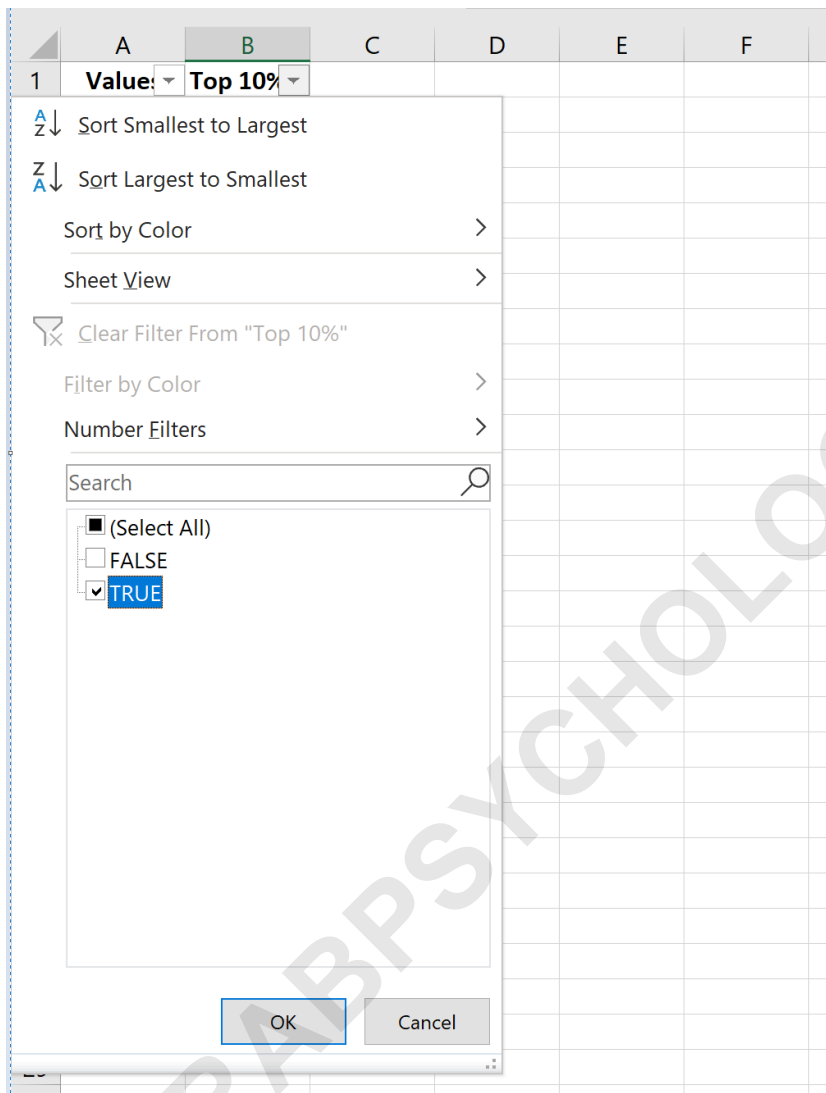 A B C D E F
1 Values Top 10%
Sort Smallest to Largest
Sort Largest to Smallest
Sort by Color
Sheet View
Clear Filter From "Top 10%"
Filter by Color
Number Filters
Search
(Select All)
FALSE
TRUE
OK Cancel